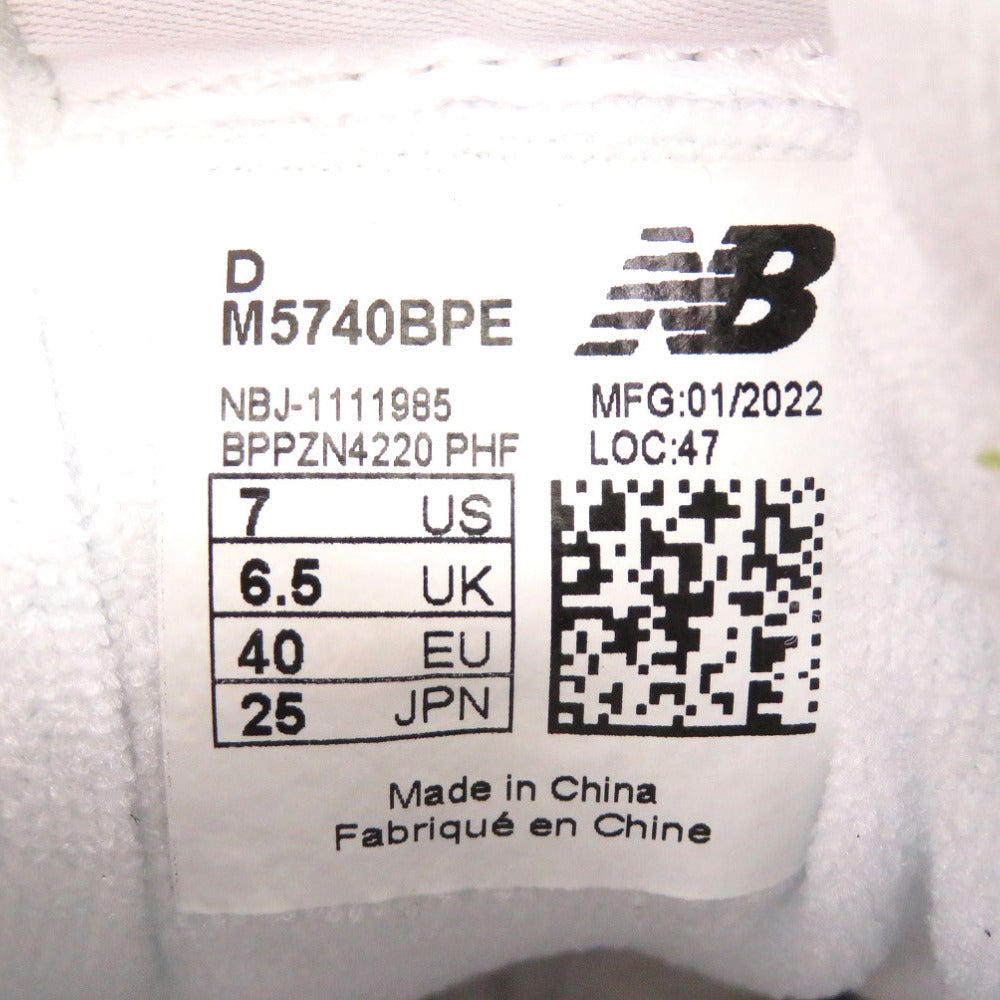 D
M5740BPE
NB
NBJ-1111985
BPPZN4220 PHF
MFG:01/2022
LOC:47
7 US
6.5 UK
40 EU
25 JPN
Made in China
Fabriqué en Chine